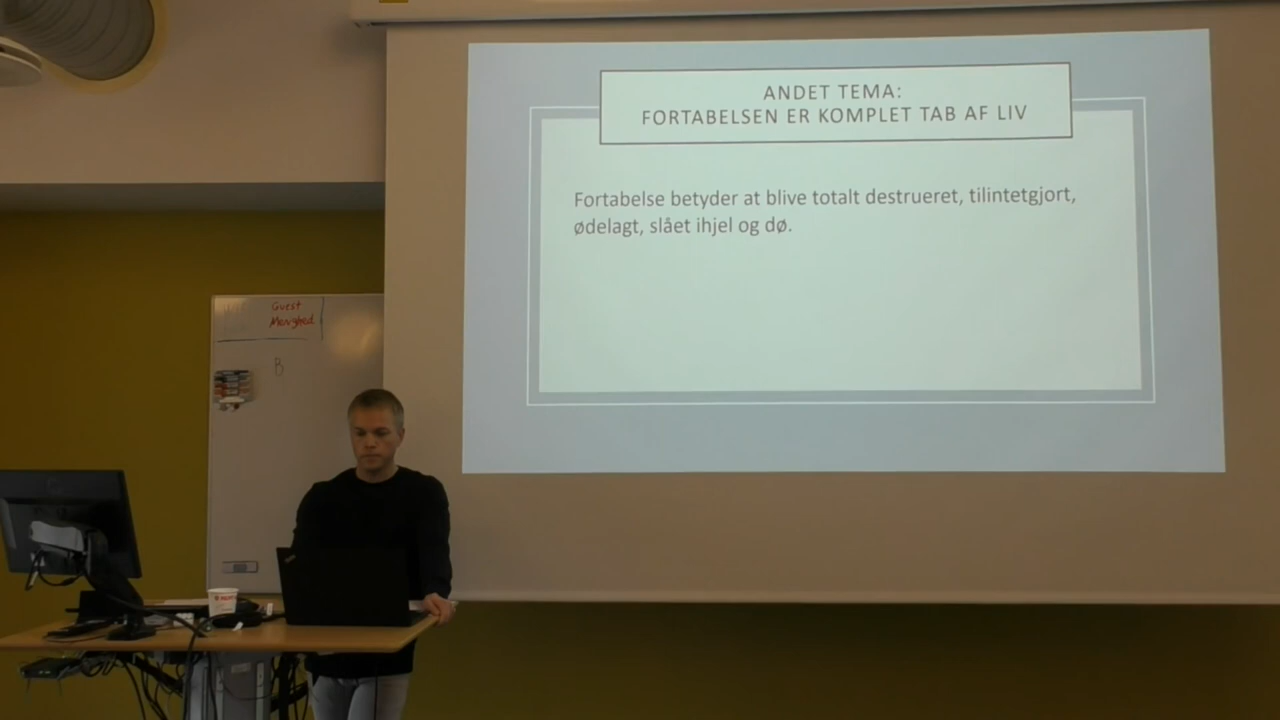 ANDET TEMA:
FORTABELSEN ER KOMPLET TAB AF LIV
Fortabelse betyder at blive totalt destrueret, tilintetgjort,
ødelagt, slået ihjel og dø.
Guest
Menighed
B